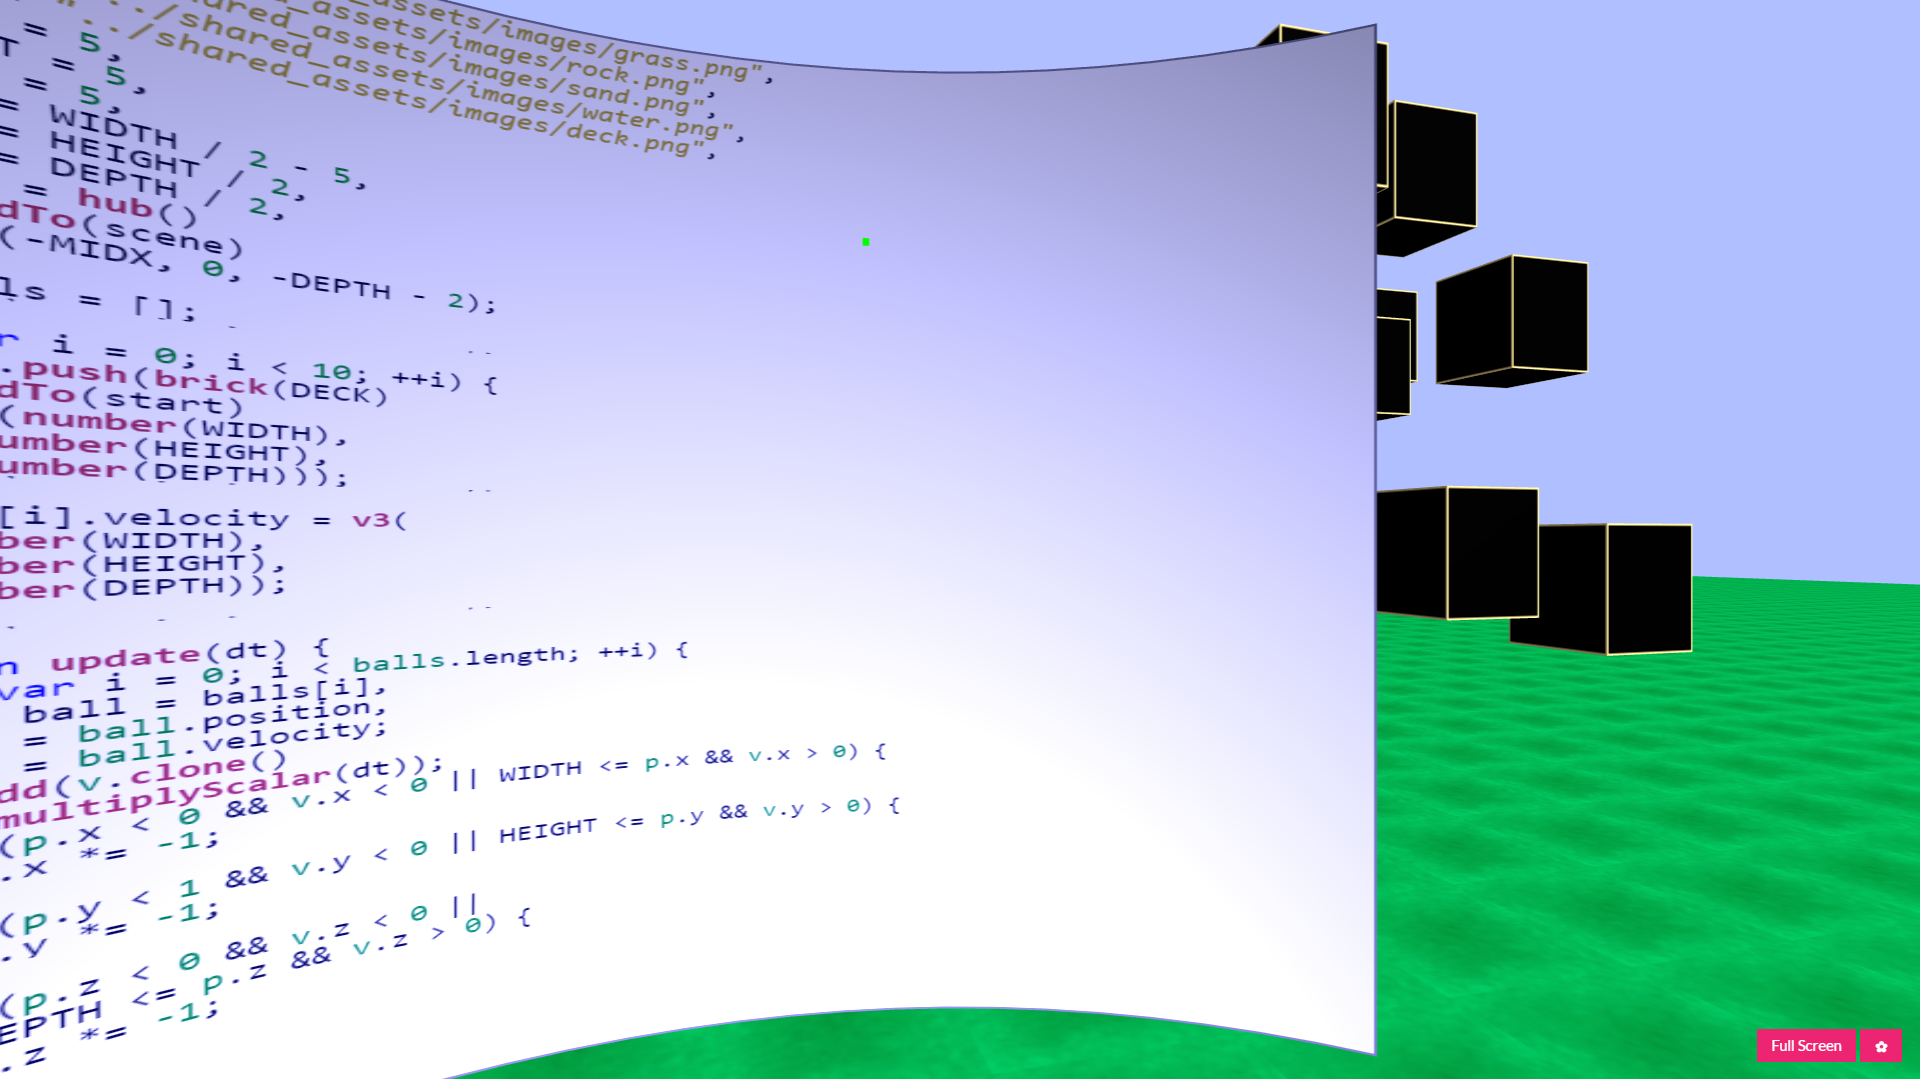 assets/images/grass.png",
shared_assets/images/rock.png",
= 5, ../shared_assets/images/sand.png",
T = 5, ./shared_assets/images/water.png",
= 5, /shared_assets/images/deck.png",
= WIDTH / 2 - 5,
= HEIGHT / 2,
= DEPTH / 2,
= hub()
dTo(scene)
(-MIDX, 0, -DEPTH - 2);
ls = [];
r i = 0; i < 10; ++i) {
.push(brick(DECK)
dTo(start)
(number(WIDTH),
umber(HEIGHT),
umber(DEPTH)));
[i].velocity = v3(
ber(WIDTH),
ber(HEIGHT),
ber(DEPTH));
n update(dt) {
var i = 0; i < balls.length; ++i) {
ball = balls[i],
= ball.position,
= ball.velocity;
dd(v.clone()
multiplyScalar(dt));
(p.x < 0 && v.x < 0 || WIDTH <= p.x && v.x > 0) {
.x *= -1;
(p.y < 1 && v.y < 0 || HEIGHT <= p.y && v.y > 0) {
.y *= -1;
(p.z < 0 && v.z < 0 ||
EPTH <= p.z && v.z > 0) {
.z *= -1;
Full Screen